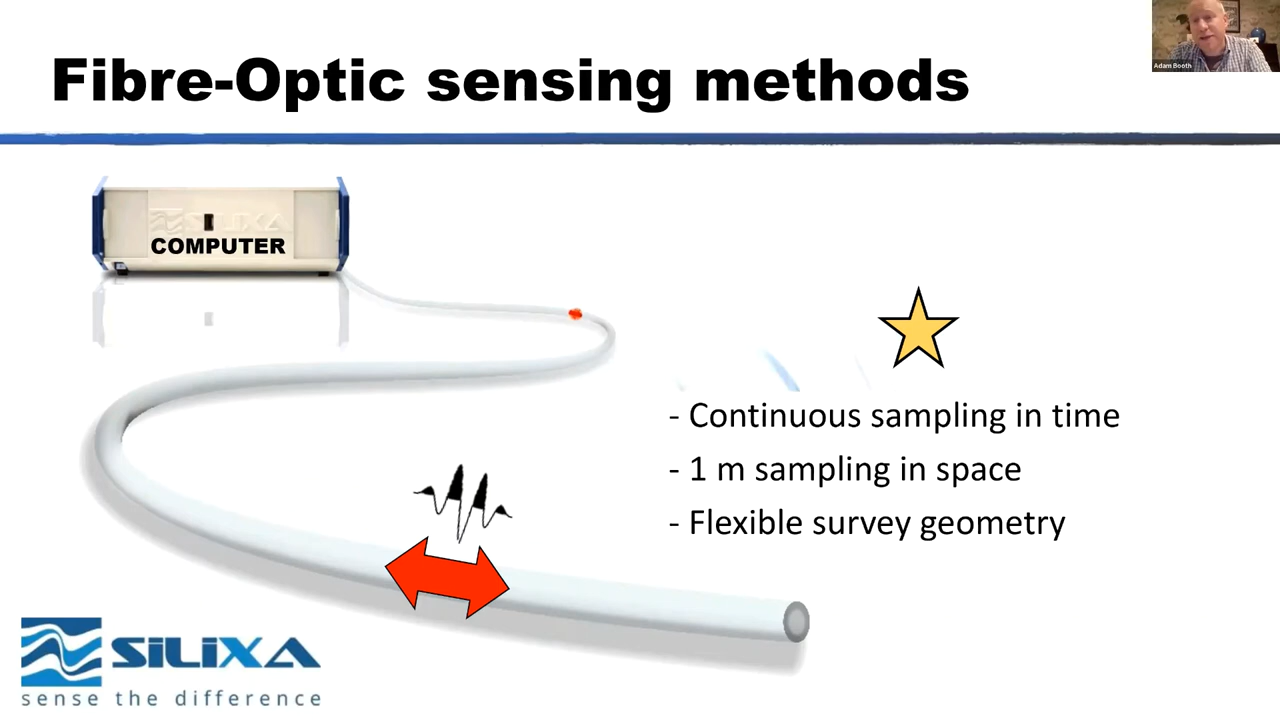 Fibre-Optic sensing methods
Adam Booth
SILIXA
COMPUTER
- Continuous sampling in time
- 1 m sampling in space
- Flexible survey geometry
SiLiXA
sense the difference